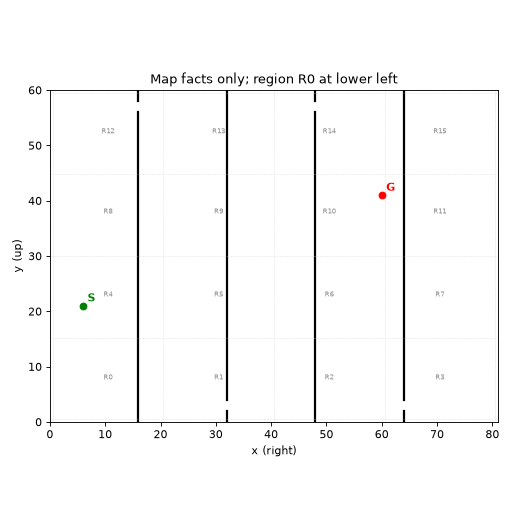 Map facts only; region R0 at lower left
60
50
40
30
20
10
0
y (up)
R12
R13
R14
R15
G
R8
R9
R10
R11
S
R4
R5
R6
R7
R0
R1
R2
R3
0 10 20 30 40 50 60 70 80
x (right)